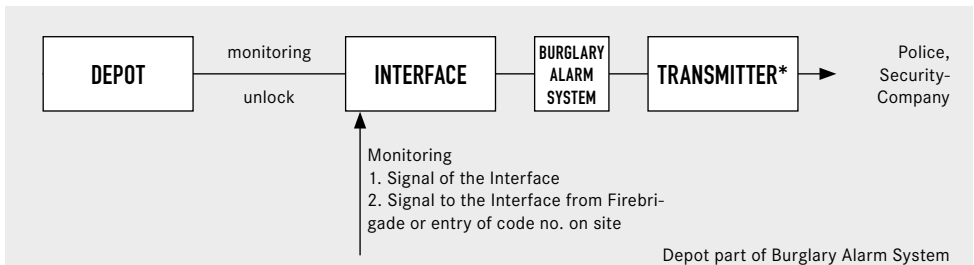 monitoring
DEPOT
unlock
INTERFACE
BURGLARY
ALARM
SYSTEM
TRANSMITTER*
Police,
Security-
Company
Monitoring
1. Signal of the Interface
2. Signal to the Interface from Firebri-
gade or entry of code no. on site
Depot part of Burglary Alarm System